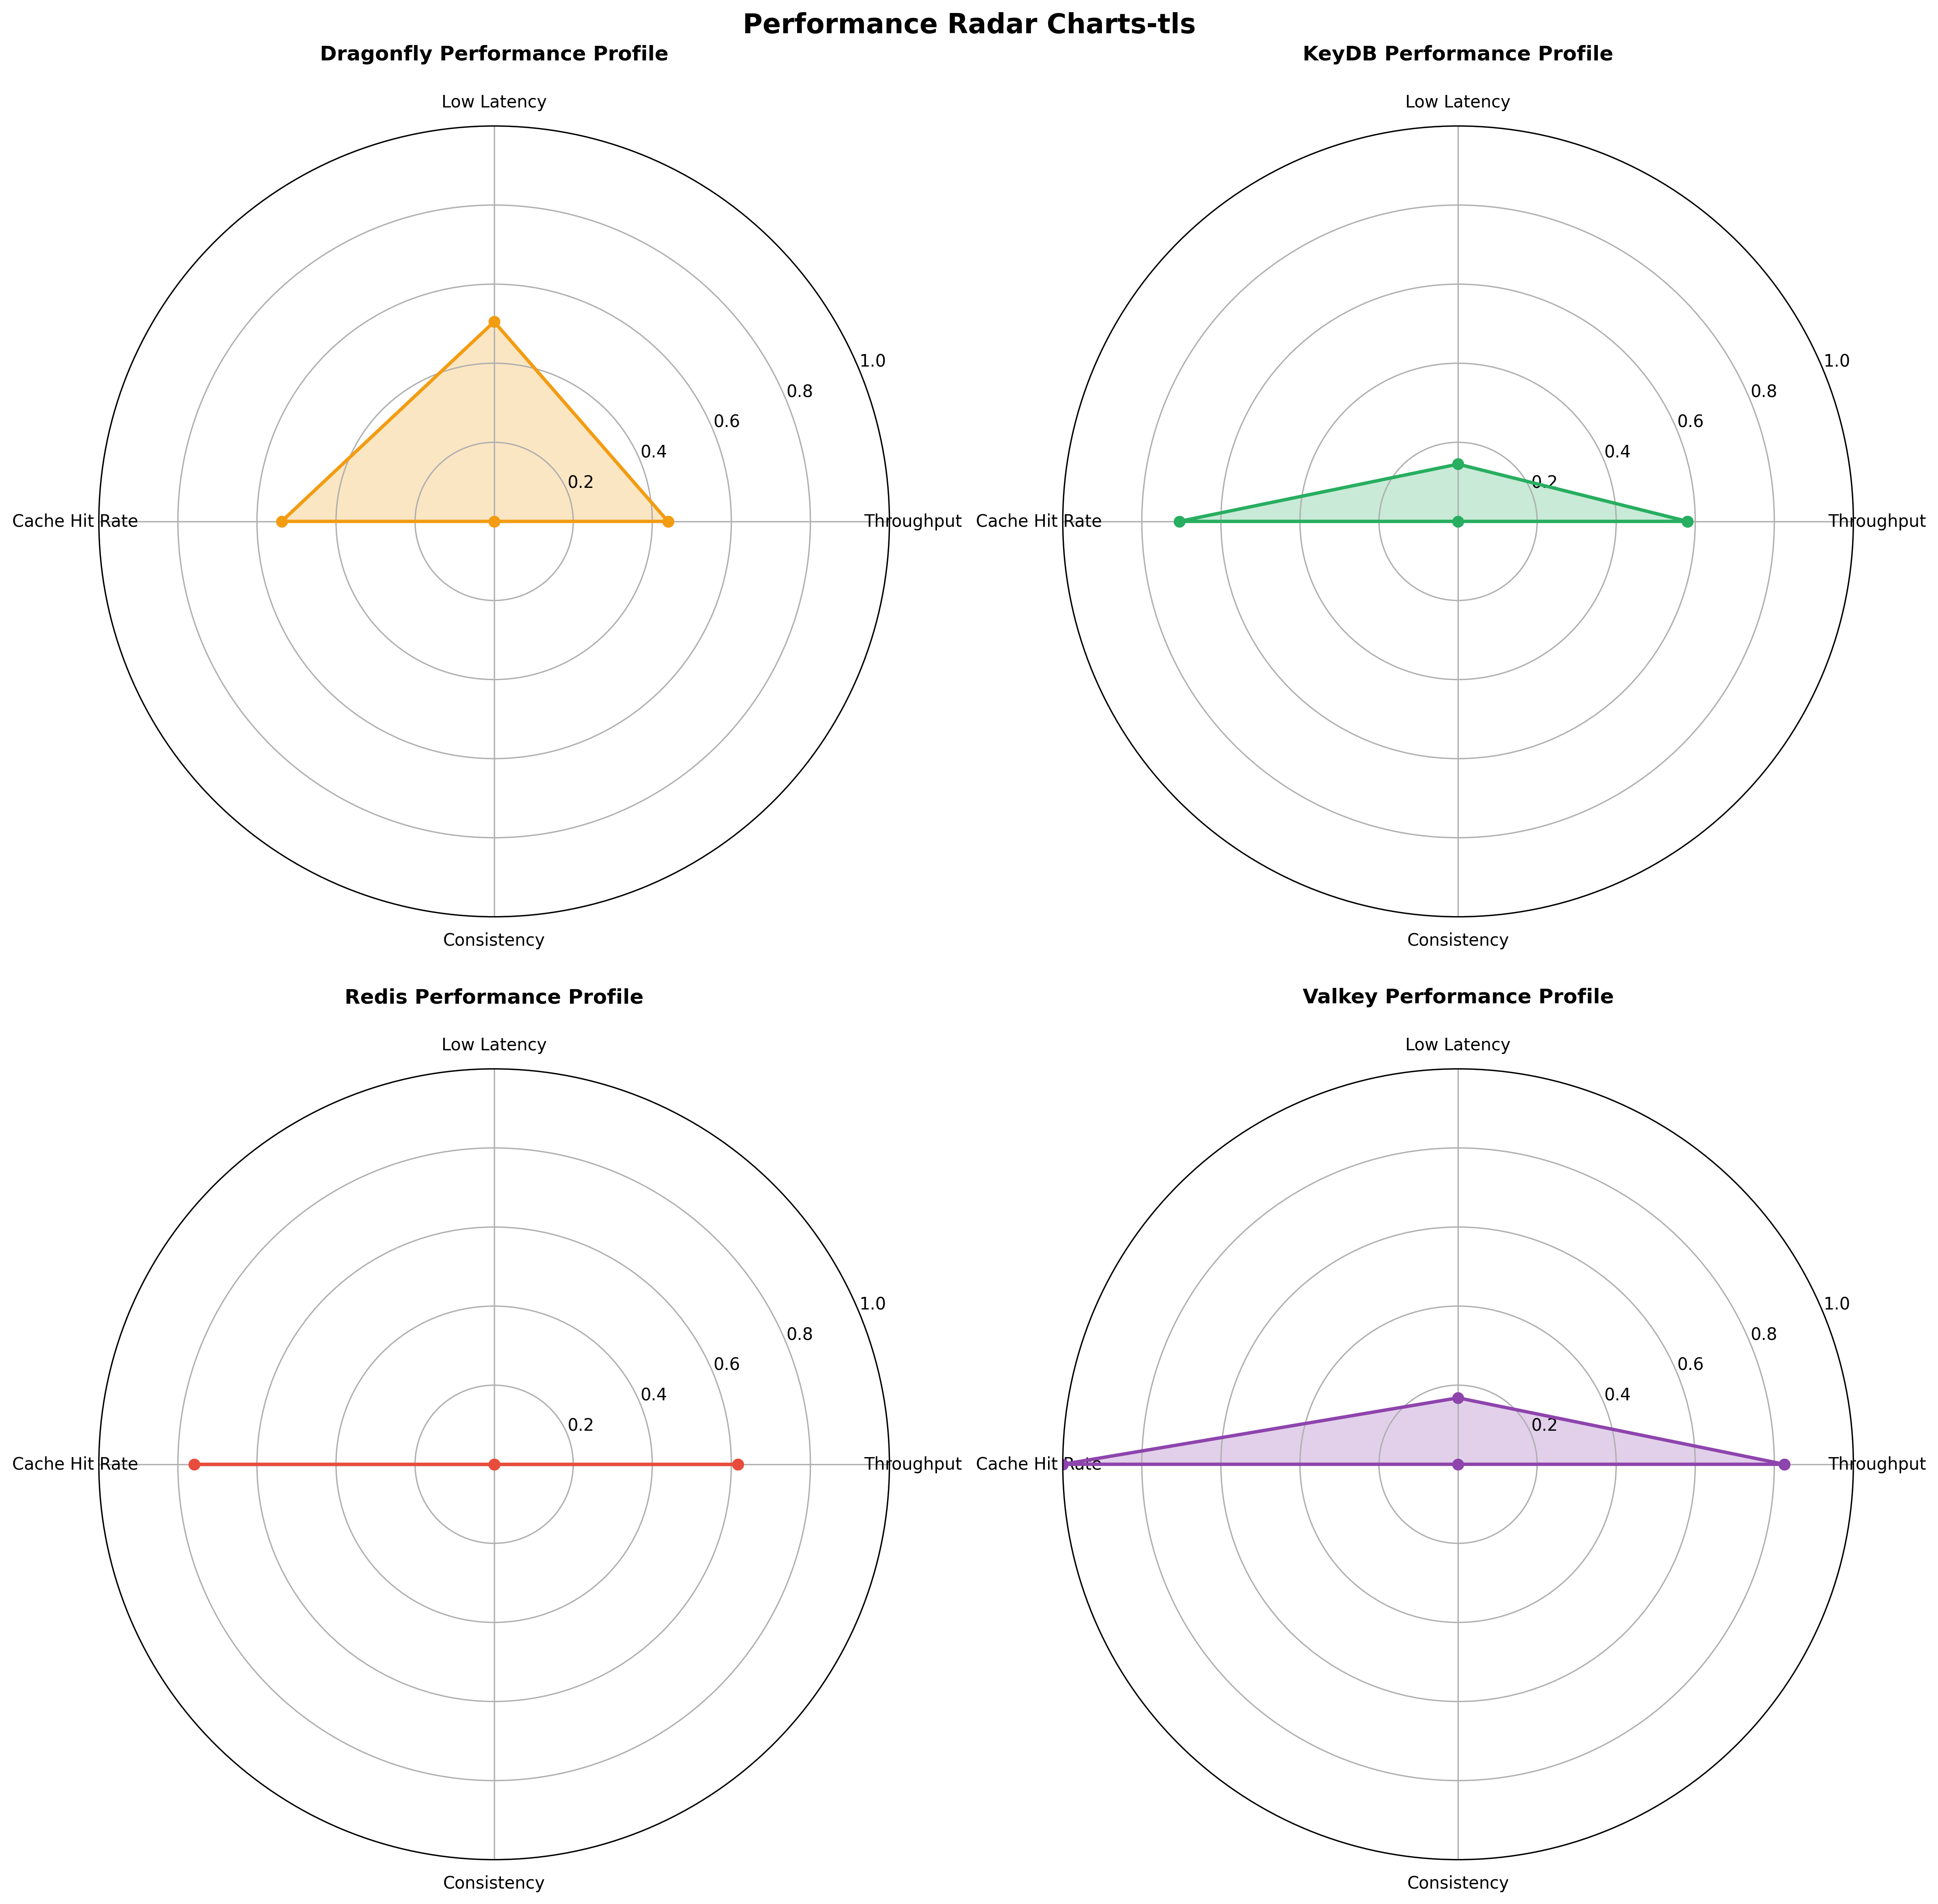 Performance Radar Charts-tls
Dragonfly Performance Profile
Low Latency
1.0
0.8
0.6
0.4
0.2
Cache Hit Rate
Throughput
Consistency
KeyDB Performance Profile
Low Latency
1.0
0.8
0.6
0.4
0.2
Cache Hit Rate
Throughput
Consistency
Redis Performance Profile
Low Latency
1.0
0.8
0.6
0.4
0.2
Cache Hit Rate
Throughput
Consistency
Valkey Performance Profile
Low Latency
1.0
0.8
0.6
0.4
0.2
Cache Hit Rate
Throughput
Consistency